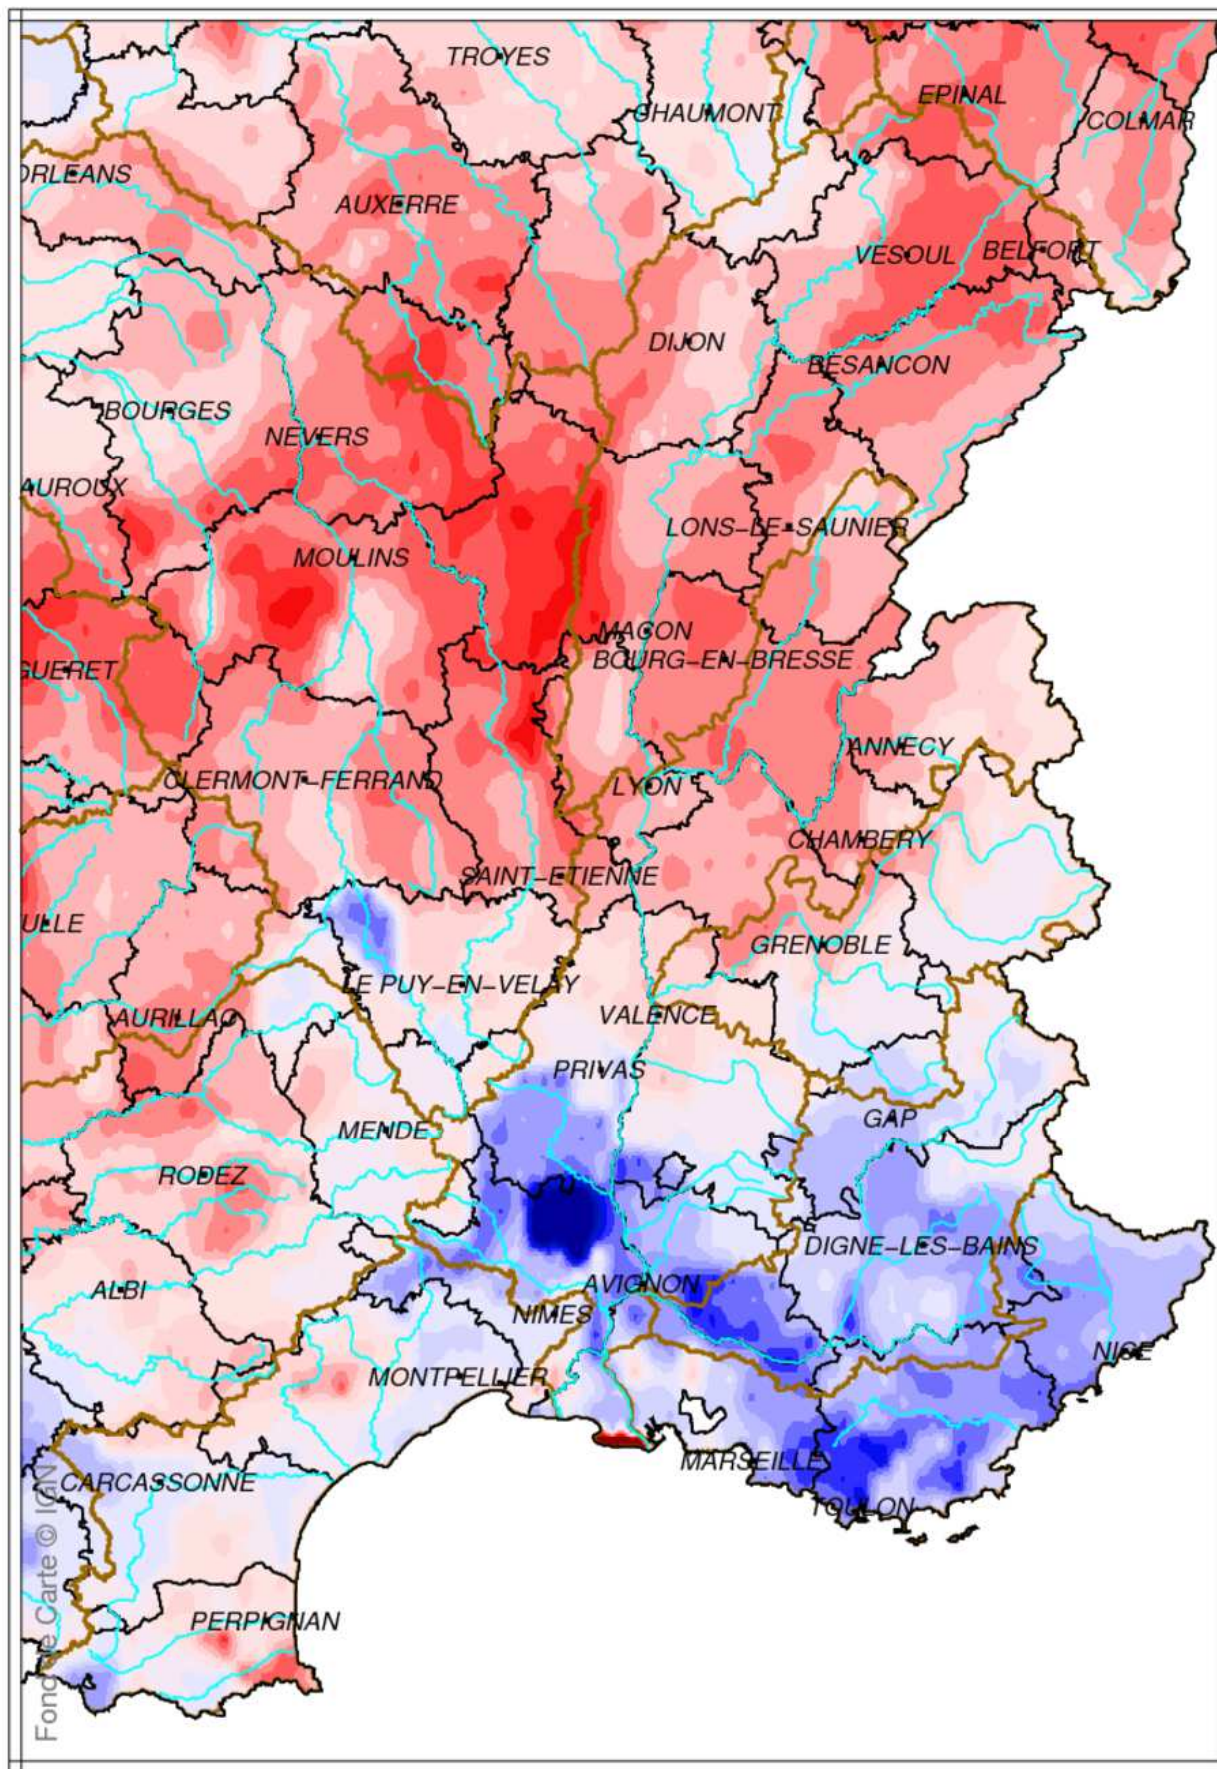 TROYES
EPINAL
CHAUMONT
COLMAR
ORLEANS
AUXERRE
VESOUL
BELFORT
DIJON
BESANCON
BOURGES
NEVERS
AUROUX
LONS-LE-SAUNIER
MOULINS
MACON
BOURG-EN-BRESSE
GUERET
ANNECY
CLERMONT-FERRAND
LYON
CHAMBERY
SAINT-ETIENNE
ULLE
GRENOBLE
LE PUY-EN-VELAY
AURILLAC
VALENCE
PRIVAS
GAP
MENDE
RODEZ
DIGNE-LES-BAINS
AVIGNON
ALBI
NIMES
NICE
MONTPELLIER
MARSEILLE
CARCASSONNE
TOULON
PERPIGNAN
Fond de Carte © IGN